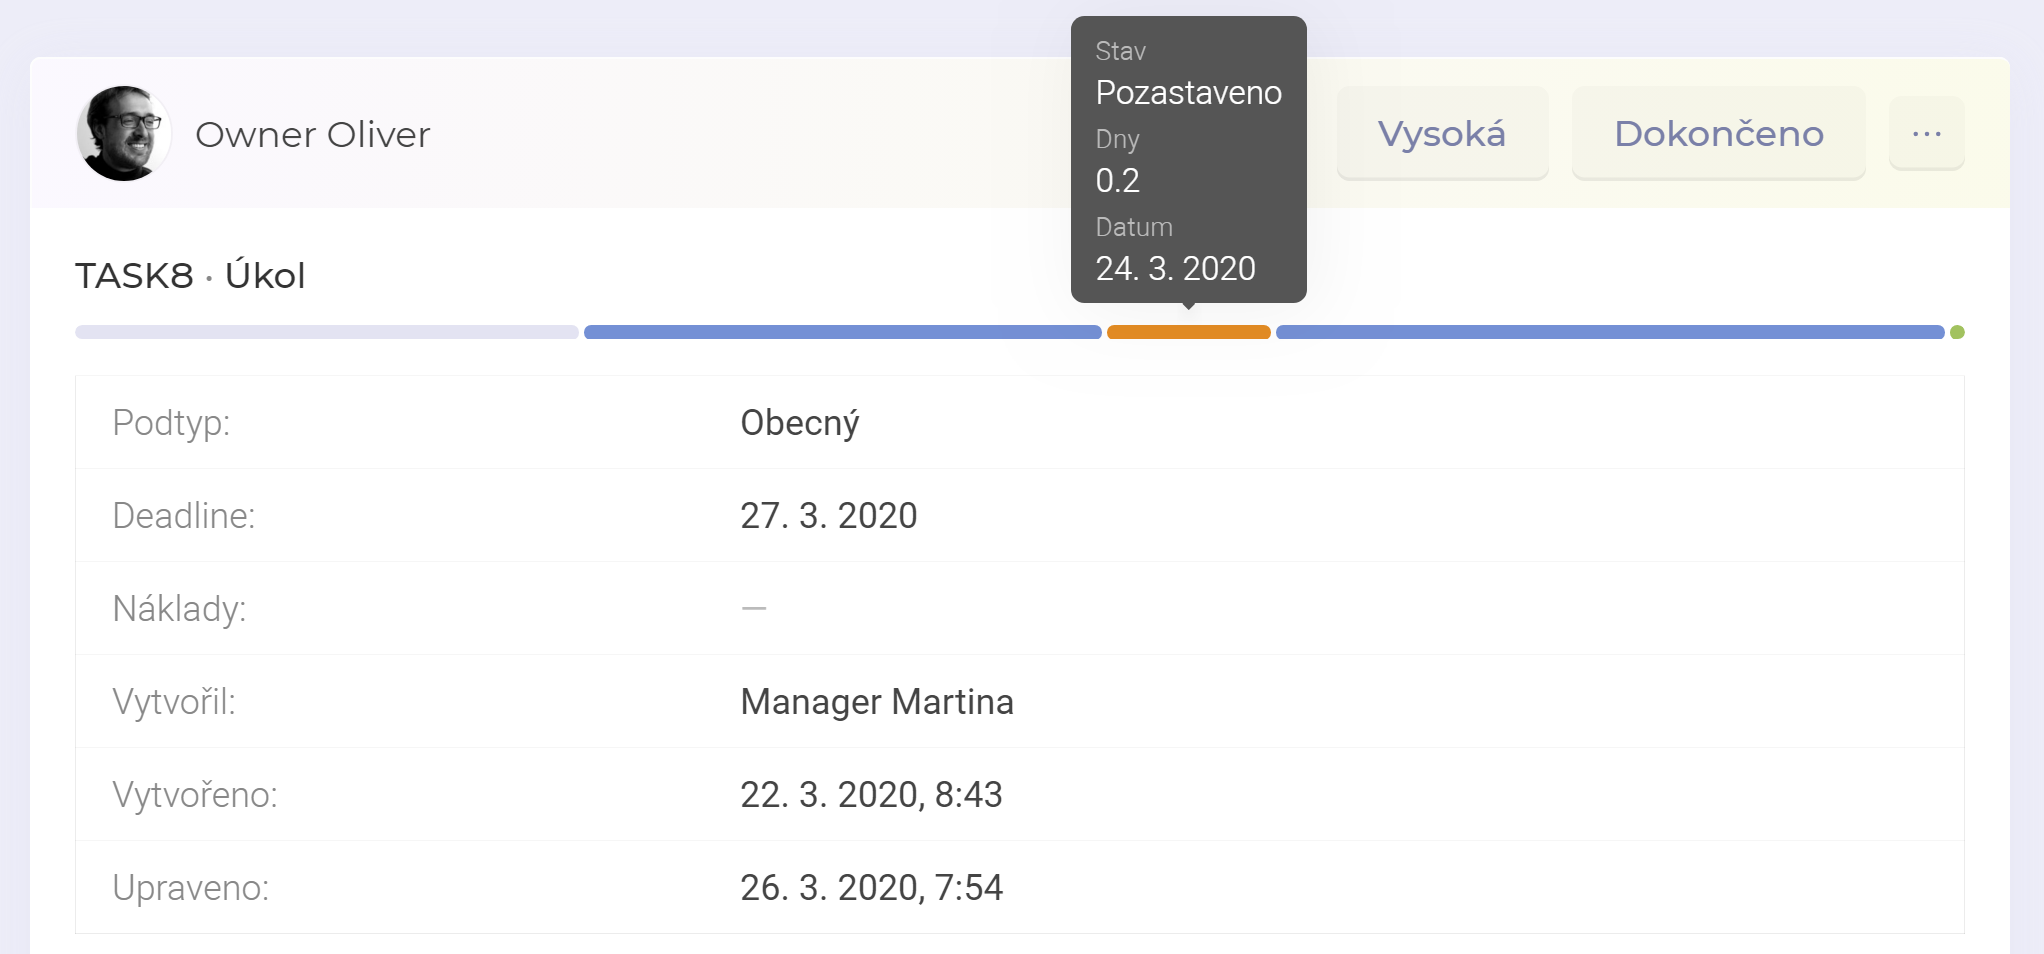 Owner Oliver
Stav
Pozastaveno
Dny
0.2
Datum
24. 3. 2020
Vysoká
Dokončeno
...
TASK8 · Úkol
Podtyp: Obecný
Deadline: 27. 3. 2020
Náklady: —
Vytvořil: Manager Martina
Vytvořeno: 22. 3. 2020, 8:43
Upraveno: 26. 3. 2020, 7:54